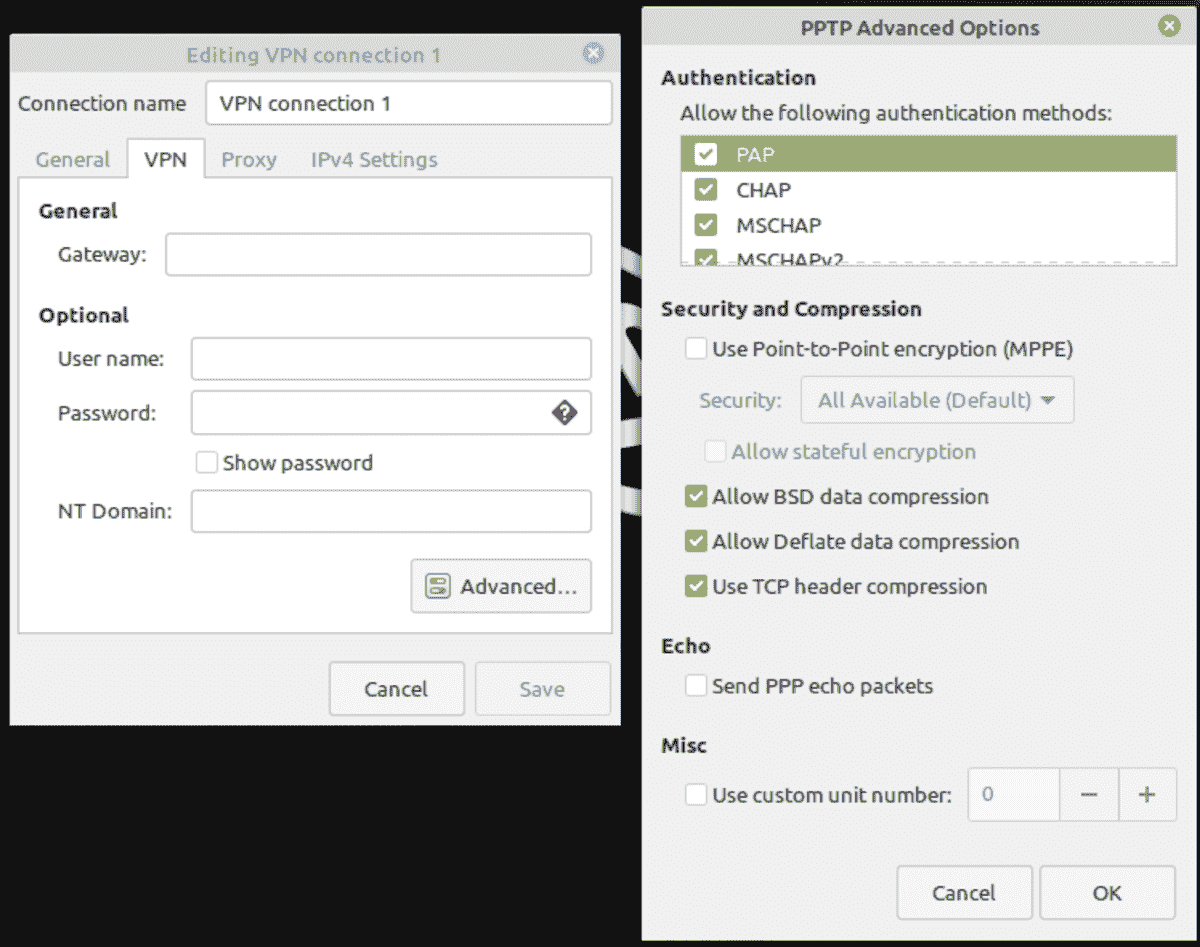 Editing VPN connection 1
Connection name VPN connection 1
General VPN Proxy IPv4 Settings
General
Gateway:
Optional
User name:
Password:
Show password
NT Domain:
Advanced...
Cancel Save
PPTP Advanced Options
Authentication
Allow the following authentication methods:
PAP
CHAP
MSCHAP
MSCHAPv2
Security and Compression
Use Point-to-Point encryption (MPPE)
Security: All Available (Default)
Allow stateful encryption
Allow BSD data compression
Allow Deflate data compression
Use TCP header compression
Echo
Send PPP echo packets
Misc
Use custom unit number: 0 − +
Cancel OK